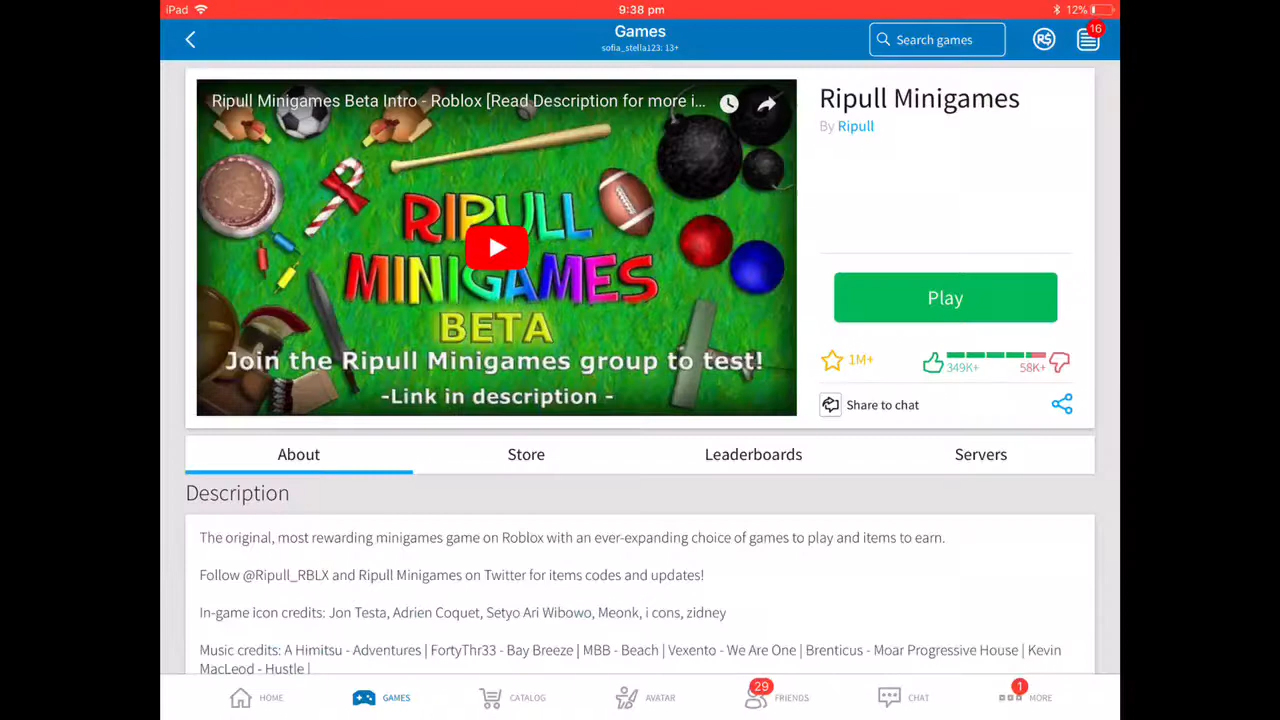 iPad 9:38 pm 12%
Games
sofia_stella123: 13+
Search games
R$
16
Ripull Minigames Beta Intro - Roblox [Read Description for more i...
RIPULL
MINIGAMES
BETA
Join the Ripull Minigames group to test!
-Link in description -
Ripull Minigames
By Ripull
Play
1M+
349K+
58K+
Share to chat
About Store Leaderboards Servers
Description
The original, most rewarding minigames game on Roblox with an ever-expanding choice of games to play and items to earn.
Follow @Ripull_RBLX and Ripull Minigames on Twitter for items codes and updates!
In-game icon credits: Jon Testa, Adrien Coquet, Setyo Ari Wibowo, Meonk, i cons, zidney
Music credits: A Himitsu - Adventures | FortyThr33 - Bay Breeze | MBB - Beach | Vexento - We Are One | Brenticus - Moar Progressive House | Kevin
MacLeod - Hustle |
HOME GAMES CATALOG AVATAR 29 FRIENDS CHAT 1 MORE